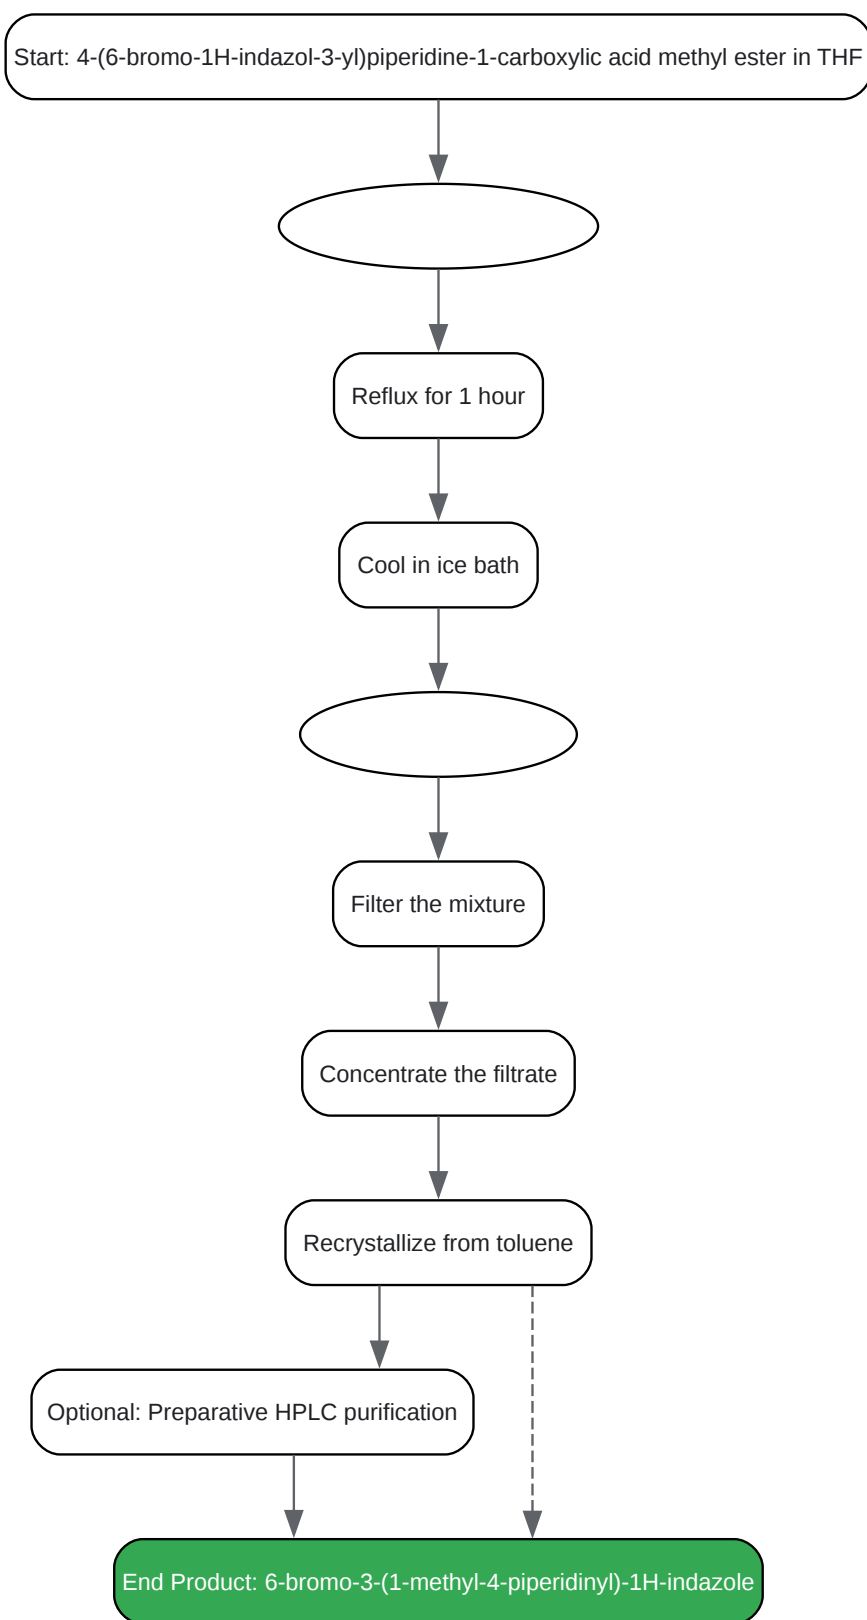 Start: 4-(6-bromo-1H-indazol-3-yl)piperidine-1-carboxylic acid methyl ester in THF
Reflux for 1 hour
Cool in ice bath
Filter the mixture
Concentrate the filtrate
Recrystallize from toluene
Optional: Preparative HPLC purification
End Product: 6-bromo-3-(1-methyl-4-piperidinyl)-1H-indazole